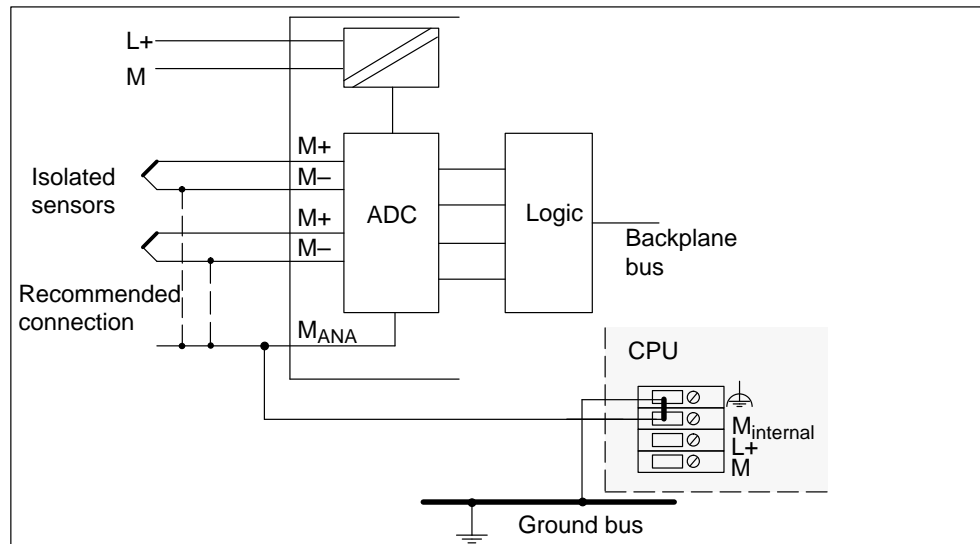 L+
M
M+
M–
Isolated
sensors
M+
M–
ADC
Logic
Backplane
bus
Recommended
connection
MANA
CPU
Minternal
L+
M
Ground bus